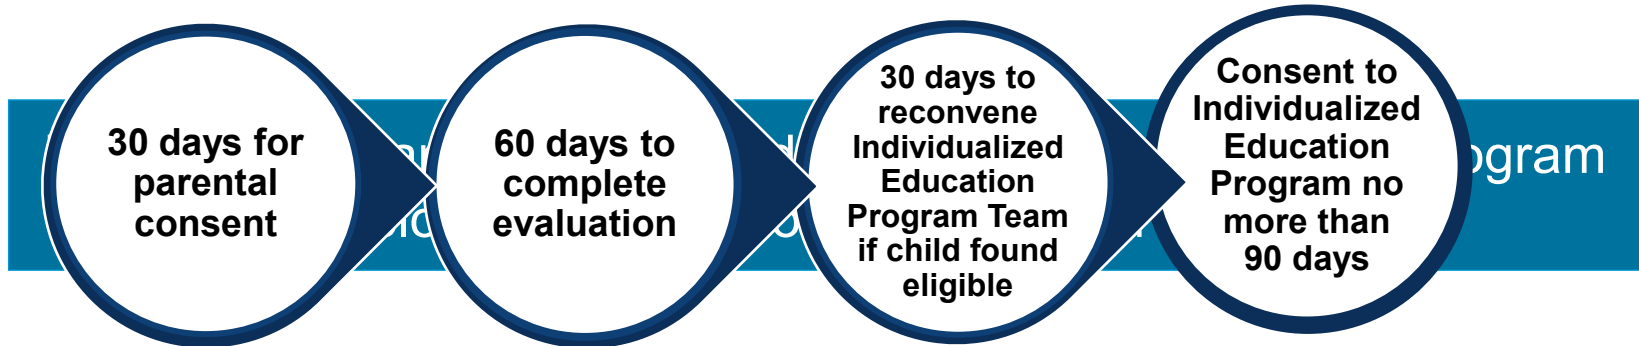 30 days for
parental
consent
60 days to
complete
evaluation
30 days to
reconvene
Individualized
Education
Program Team
if child found
eligible
Consent to
Individualized
Education
Program no
more than
90 days